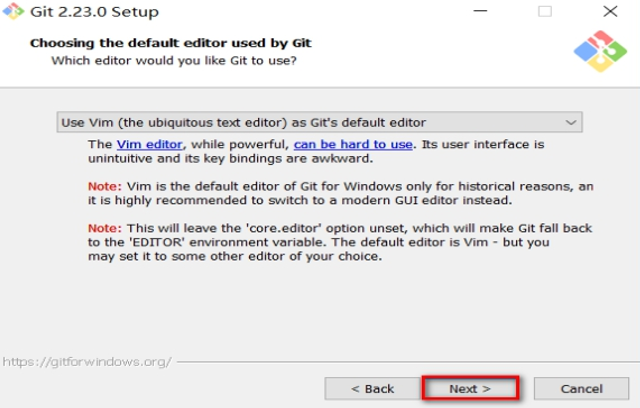 Git 2.23.0 Setup
Choosing the default editor used by Git
Which editor would you like Git to use?
Use Vim (the ubiquitous text editor) as Git's default editor
The Vim editor, while powerful, can be hard to use. Its user interface is
unintuitive and its key bindings are awkward.
Note: Vim is the default editor of Git for Windows only for historical reasons, an
it is highly recommended to switch to a modern GUI editor instead.
Note: This will leave the 'core.editor' option unset, which will make Git fall back
to the 'EDITOR' environment variable. The default editor is Vim - but you
may set it to some other editor of your choice.
https://gitforwindows.org/
< Back Next > Cancel